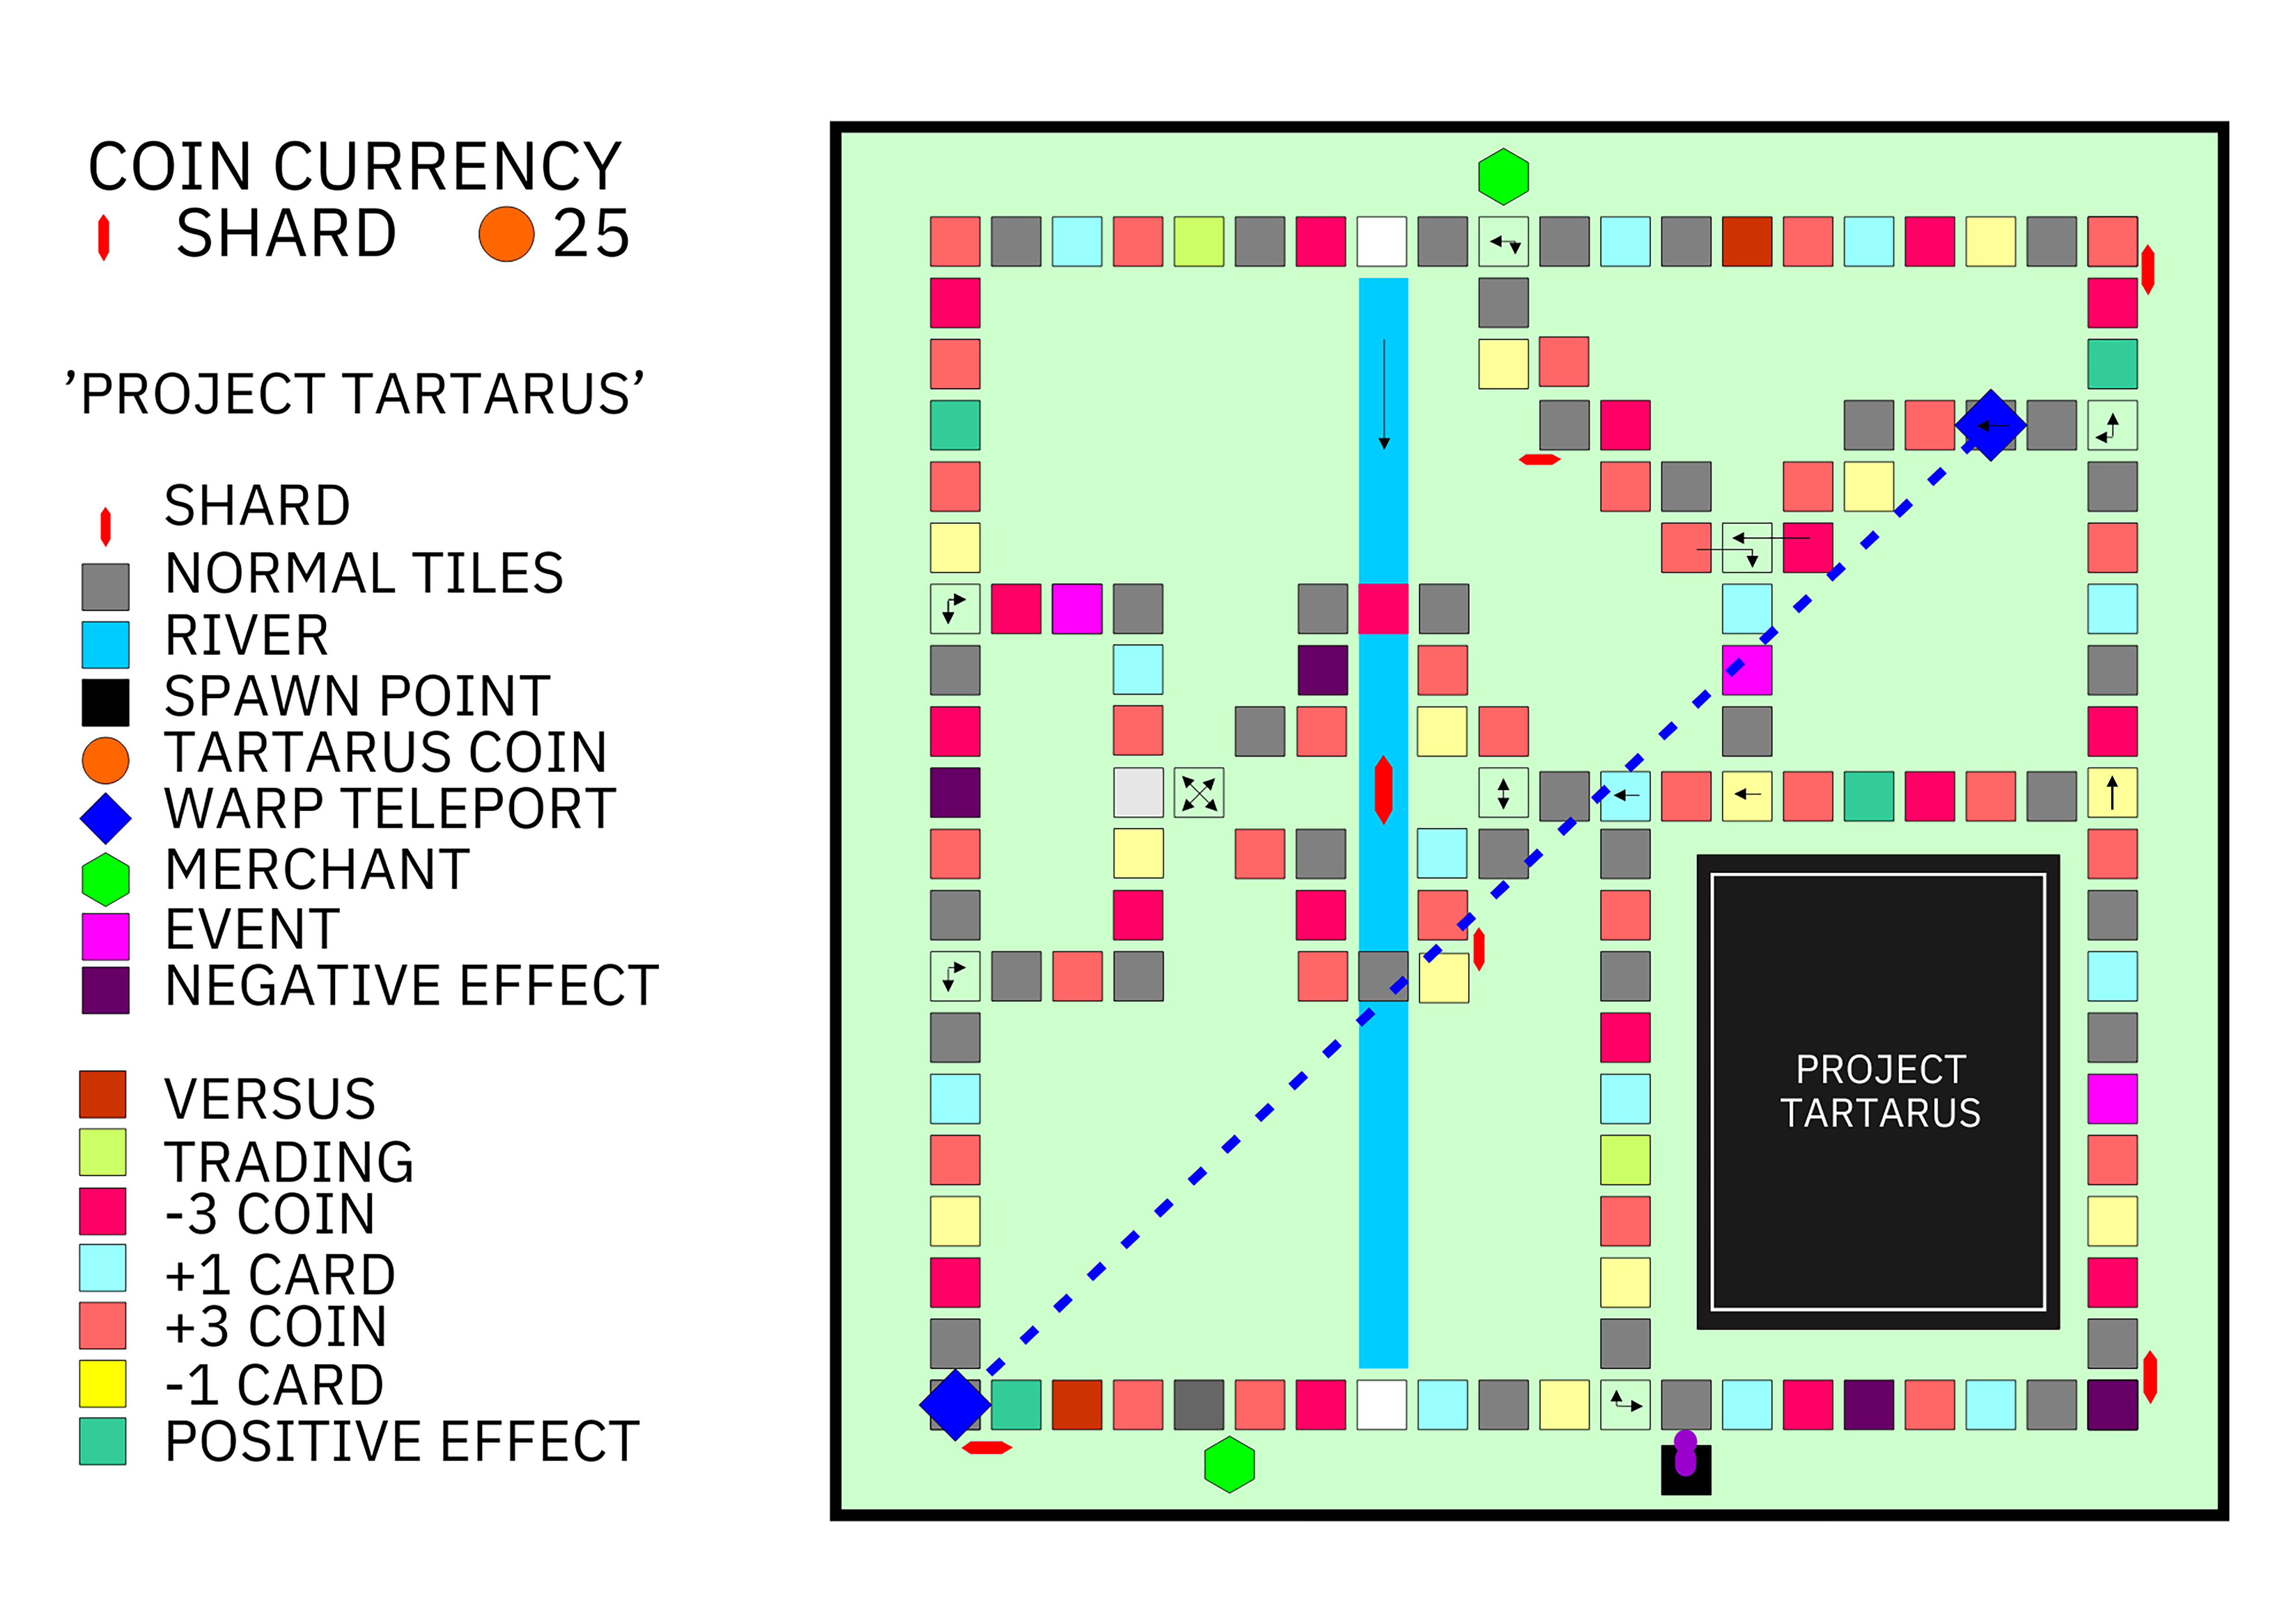 COIN CURRENCY
SHARD 25
’PROJECT TARTARUS’
SHARD
NORMAL TILES
RIVER
SPAWN POINT
TARTARUS COIN
WARP TELEPORT
MERCHANT
EVENT
NEGATIVE EFFECT
VERSUS
TRADING
-3 COIN
+1 CARD
+3 COIN
-1 CARD
POSITIVE EFFECT
PROJECT
TARTARUS